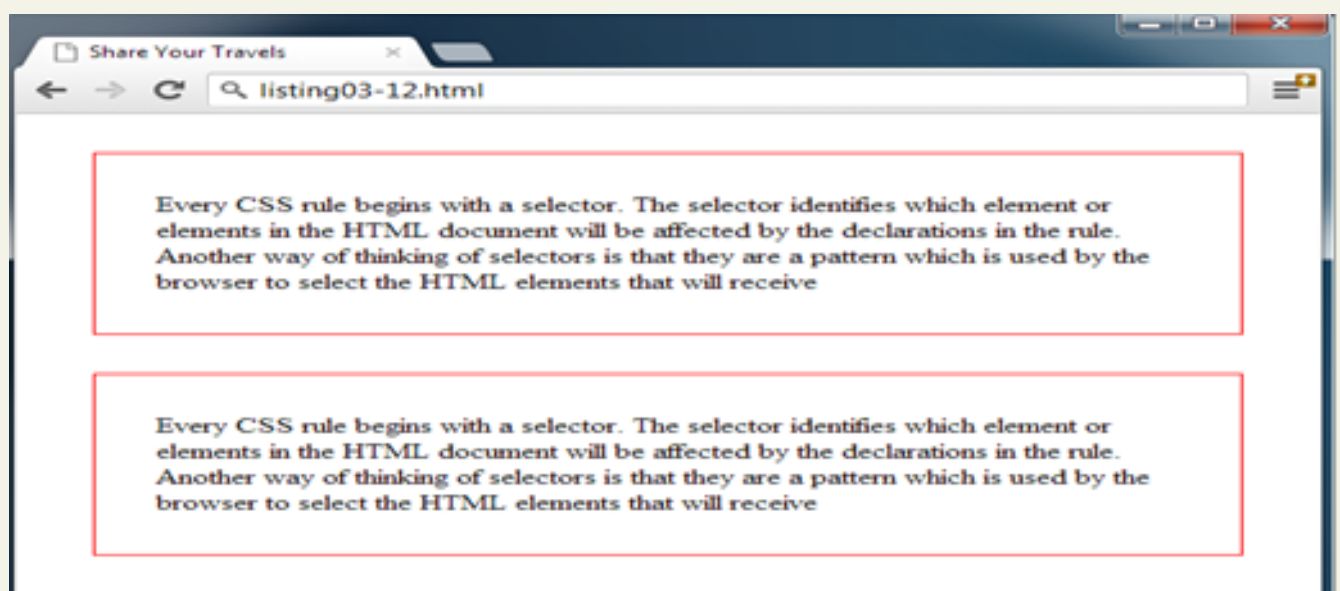 Share Your Travels
listing03-12.html
Every CSS rule begins with a selector. The selector identifies which element or
elements in the HTML document will be affected by the declarations in the rule.
Another way of thinking of selectors is that they are a pattern which is used by the
browser to select the HTML elements that will receive
Every CSS rule begins with a selector. The selector identifies which element or
elements in the HTML document will be affected by the declarations in the rule.
Another way of thinking of selectors is that they are a pattern which is used by the
browser to select the HTML elements that will receive